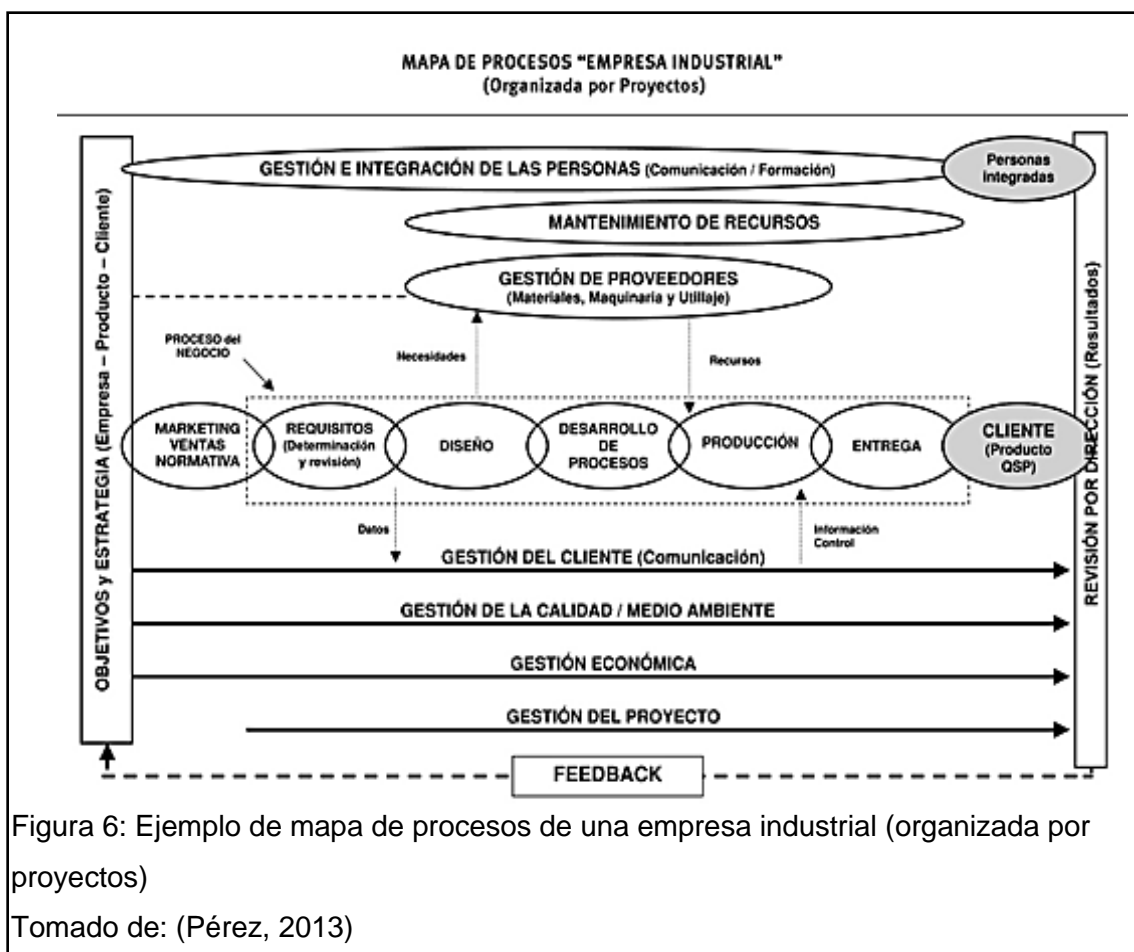 MAPA DE PROCESOS “EMPRESA INDUSTRIAL”
(Organizada por Proyectos)
OBJETIVOS y ESTRATEGIA (Empresa – Producto – Cliente)
GESTIÓN E INTEGRACIÓN DE LAS PERSONAS (Comunicación / Formación)
Personas
integradas
MANTENIMIENTO DE RECURSOS
GESTIÓN DE PROVEEDORES
(Materiales, Maquinaria y Utillaje)
PROCESO del
NEGOCIO
Necesidades
Recursos
MARKETING
VENTAS
NORMATIVA
REQUISITOS
(Determinación
y revisión)
DISEÑO
DESARROLLO
DE
PROCESOS
PRODUCCIÓN
ENTREGA
CLIENTE
(Producto
QSP)
Datos
Información
Control
GESTIÓN DEL CLIENTE (Comunicación)
GESTIÓN DE LA CALIDAD / MEDIO AMBIENTE
GESTIÓN ECONÓMICA
GESTIÓN DEL PROYECTO
REVISIÓN POR DIRECCIÓN (Resultados)
FEEDBACK
Figura 6: Ejemplo de mapa de procesos de una empresa industrial (organizada por
proyectos)
Tomado de: (Pérez, 2013)